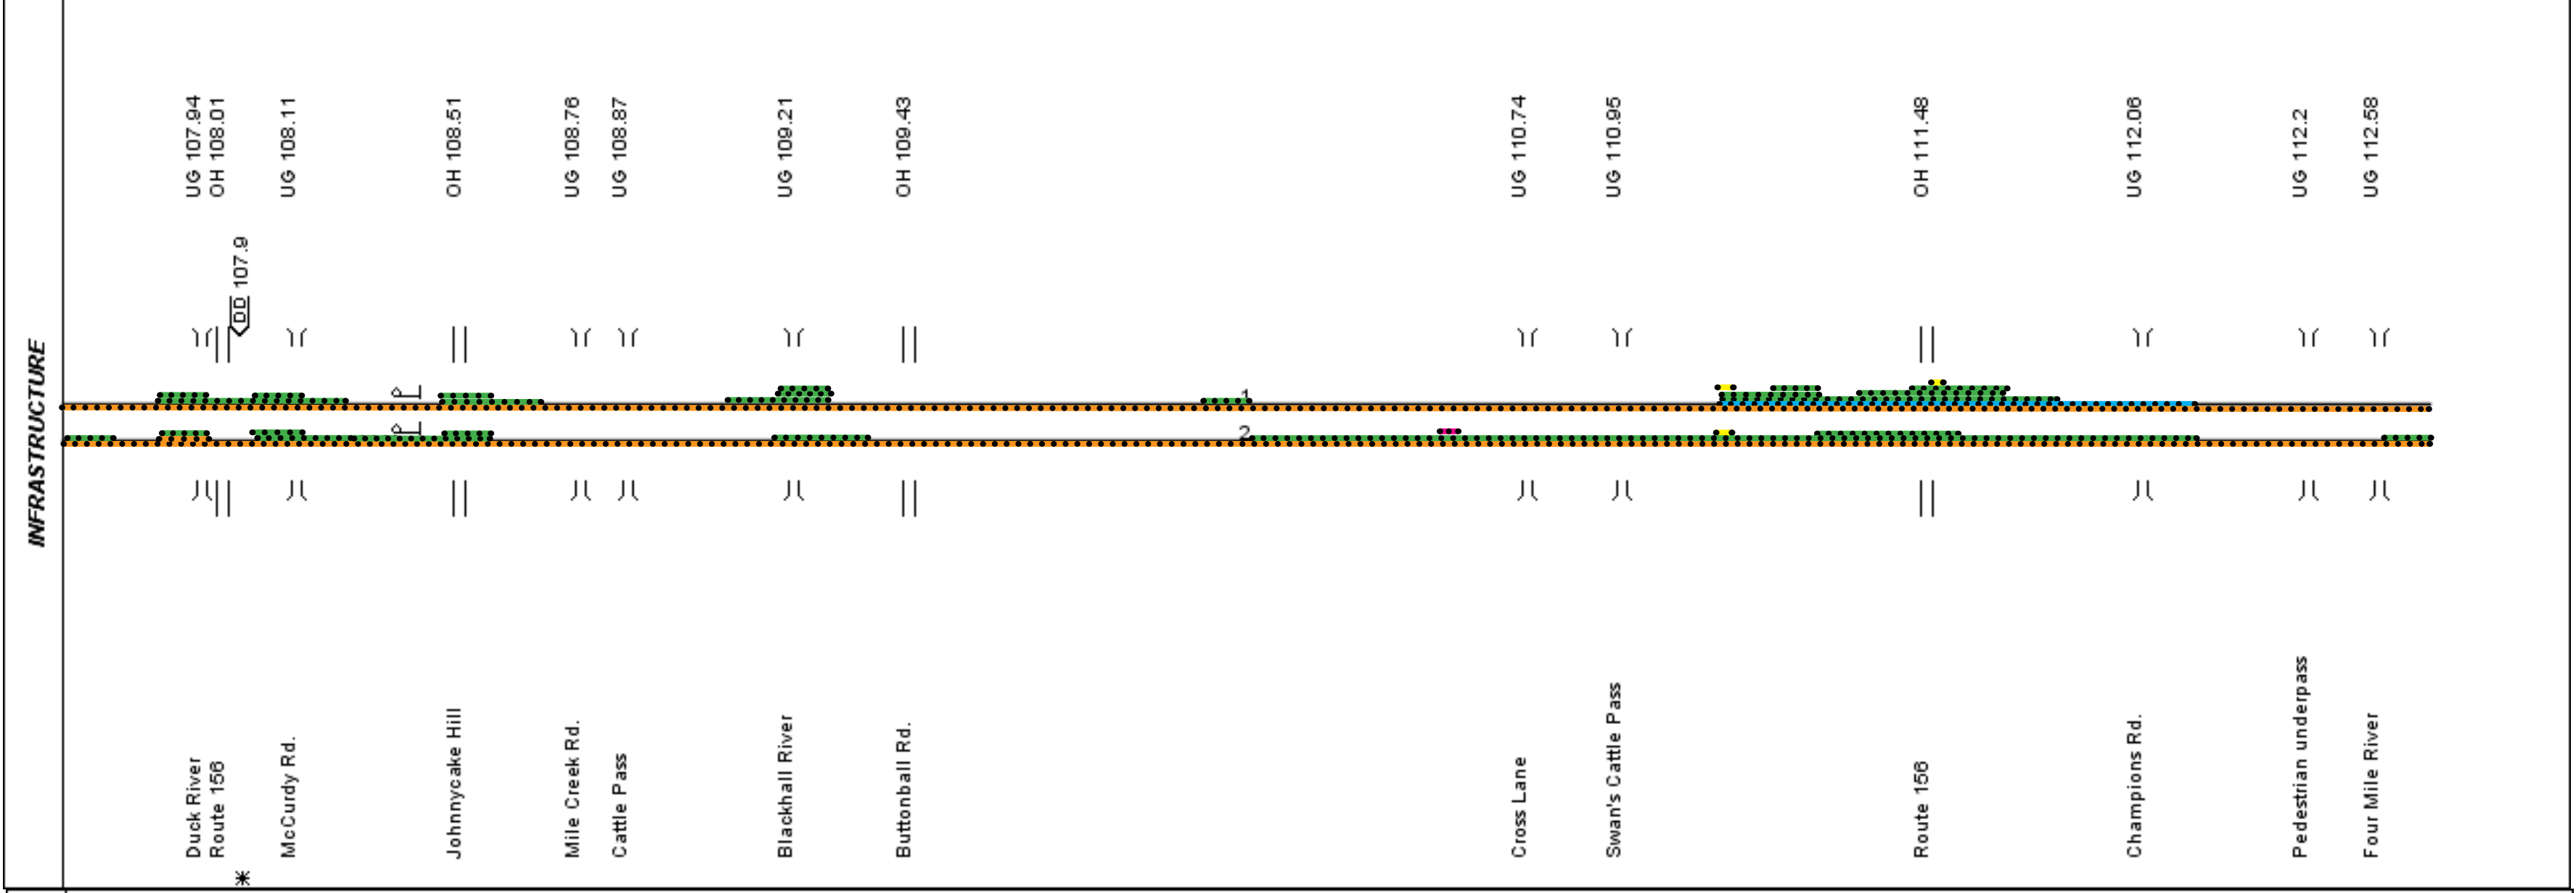 INFRASTRUCTURE
UG 107.94
OH 108.01
UG 108.11
OH 108.51
UG 108.76
UG 108.87
UG 109.21
OH 109.43
UG 110.74
UG 110.95
OH 111.48
UG 112.06
UG 112.2
UG 112.58
DD 107.9
1
2
Duck River
Route 156
McCurdy Rd.
Johnnycake Hill
Mile Creek Rd.
Cattle Pass
Blackhall River
Buttonball Rd.
Cross Lane
Swan's Cattle Pass
Route 156
Champions Rd.
Pedestrian underpass
Four Mile River
*